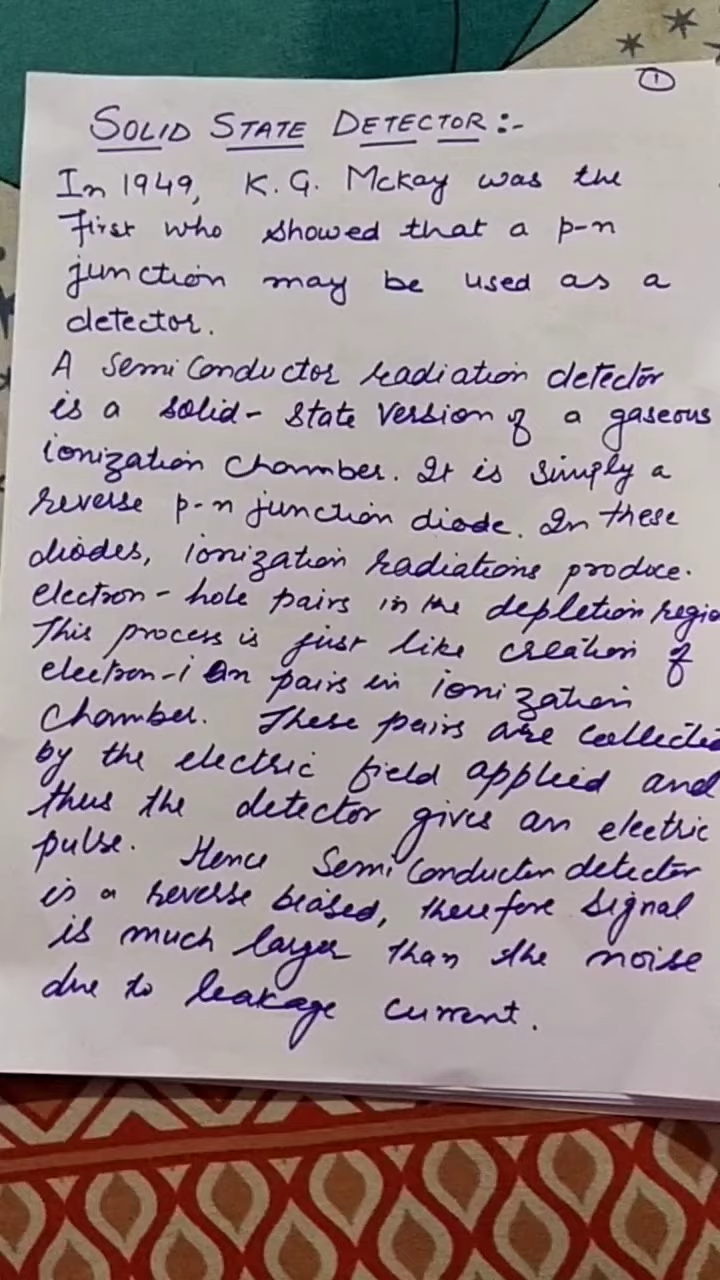 1
SOLID STATE DETECTOR :-
In 1949, K.G. Mckay was the
first who showed that a p-n
junction may be used as a
detector.
A semiconductor radiation detector
is a solid-state version of a gaseous
ionization chamber. It is simply a
reverse p-n junction diode. In these
diodes, ionization radiations produce.
electron-hole pairs in the depletion regio
This process is just like creation of
electron-ion pairs in ionization
chamber. These pairs are collecte
by the electric field applied and
thus the detector gives an electric
pulse. Hence Semiconductor detector
is a reverse biased, therefore signal
is much larger than the noise
due to leakage current.